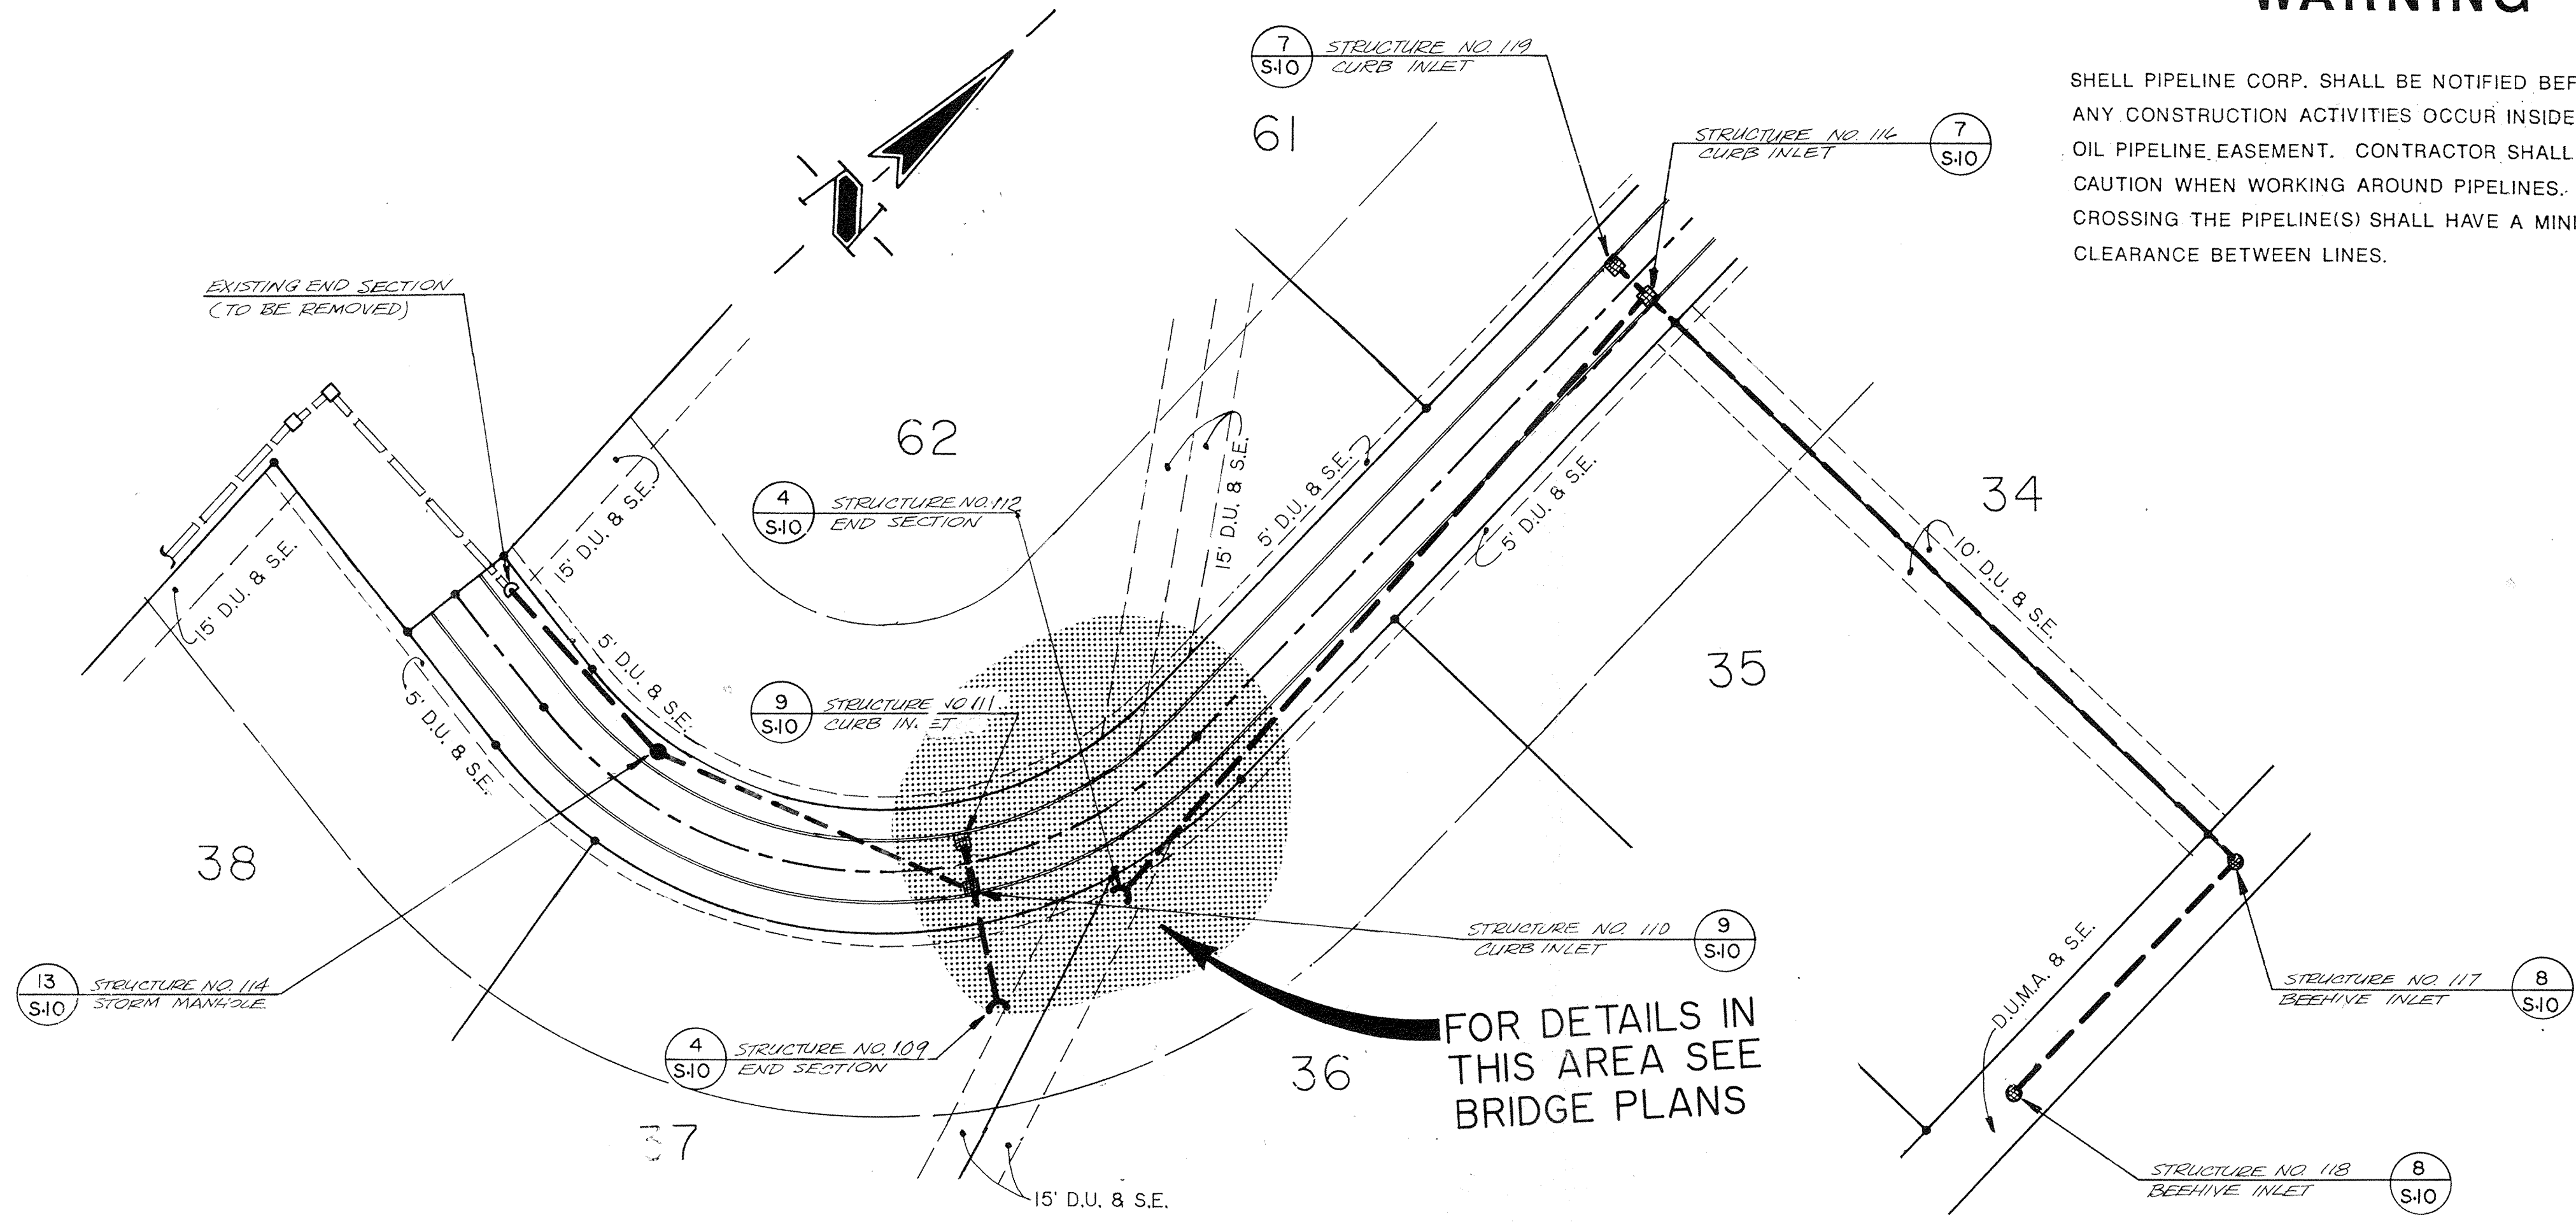 WARNING
SHELL PIPELINE CORP. SHALL BE NOTIFIED
ANY CONSTRUCTION ACTIVITIES OCCUR INSIDE
OIL PIPELINE EASEMENT. CONTRACTOR SHALL
CAUTION WHEN WORKING AROUND PIPELINES.
CROSSING THE PIPELINE(S) SHALL HAVE A
CLEARANCE BETWEEN LINES.
7
S-10
STRUCTURE NO. 119
CURB INLET
61
STRUCTURE NO. 116
CURB INLET
7
S-10
EXISTING END SECTION
(TO BE REMOVED)
62
4
S-10
STRUCTURE NO. 112
END SECTION
15' D.U. & S.E.
15' D.U. & S.E.
15' D.U. & S.E.
5' D.U. & S.E.
5' D.U. & S.E.
34
10' D.U. & S.E.
5' D.U. & S.E.
5' D.U. & S.E.
35
9
S-10
STRUCTURE NO. 111
CURB INLET
38
13
S-10
STRUCTURE NO. 114
STORM MANHOLE
STRUCTURE NO. 110
CURB INLET
9
S-10
D.U.M.A. & S.E.
STRUCTURE NO. 117
BEEHIVE INLET
8
S-10
4
S-10
STRUCTURE NO. 109
END SECTION
36
FOR DETAILS IN
THIS AREA SEE
BRIDGE PLANS
37
15' D.U. & S.E.
STRUCTURE NO. 118
BEEHIVE INLET
8
S-10